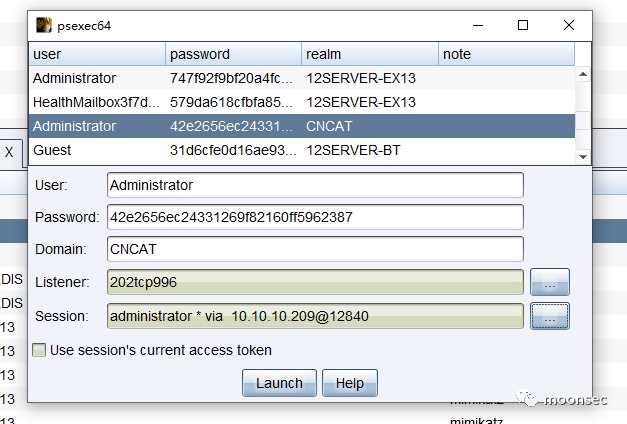 psexec64
user password realm note
Administrator 747f92f9bf20a4fc... 12SERVER-EX13
HealthMailbox3f7d... 579da618cfbfa85... 12SERVER-EX13
Administrator 42e2656ec24331... CNCAT
Guest 31d6cfe0d16ae93... 12SERVER-BT
X
User: Administrator
Password: 42e2656ec24331269f82160ff5962387
Domain: CNCAT
Listener: 202tcp996 ...
DIS
Session: administrator * via 10.10.10.209@12840 ...
DIS
13
Use session's current access token
13
13
Launch Help
13
moonsec
13
mimikatz